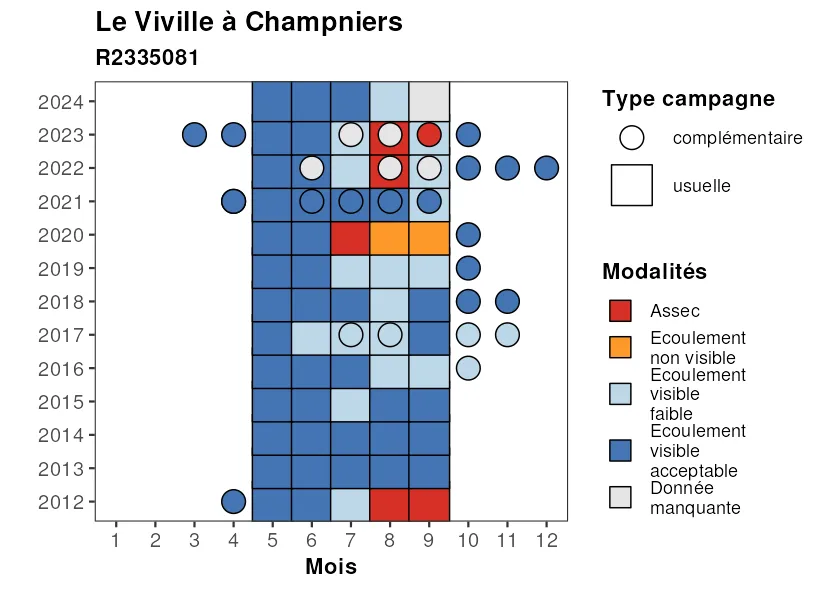 Le Viville à Champniers
R2335081
2024
2023
2022
2021
2020
2019
2018
2017
2016
2015
2014
2013
2012
1 2 3 4 5 6 7 8 9 10 11 12
Mois
Type campagne
complémentaire
usuelle
Modalités
Assec
Ecoulement
non visible
Ecoulement
visible
faible
Ecoulement
visible
acceptable
Donnée
manquante